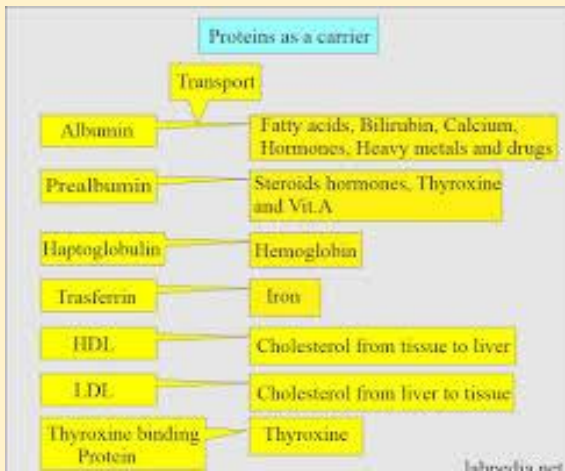 Proteins as a carrier
Transport
Albumin
Fatty acids, Bilirubin, Calcium,
Hormones, Heavy metals and drugs
Prealbumin
Steroids hormones, Thyroxine
and Vit.A
Haptoglobulin
Hemoglobin
Trasferrin
Iron
HDL
Cholesterol from tissue to liver
LDL
Cholesterol from liver to tissue
Thyroxine binding
Protein
Thyroxine
labpedia.net